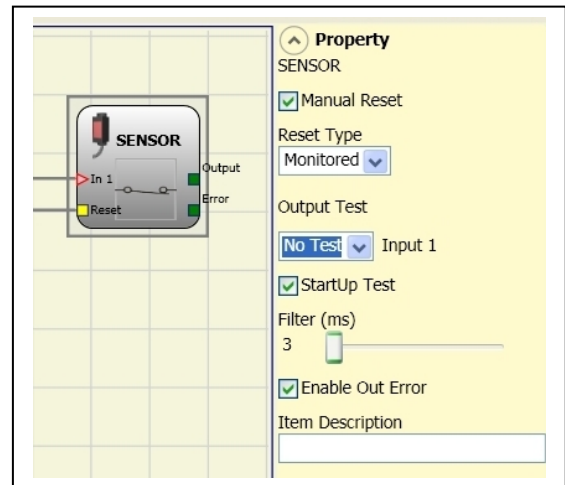 SENSOR
In 1
Reset
Output
Error
Property
SENSOR
Manual Reset
Reset Type
Monitored
Output Test
No Test Input 1
StartUp Test
Filter (ms)
3
Enable Out Error
Item Description